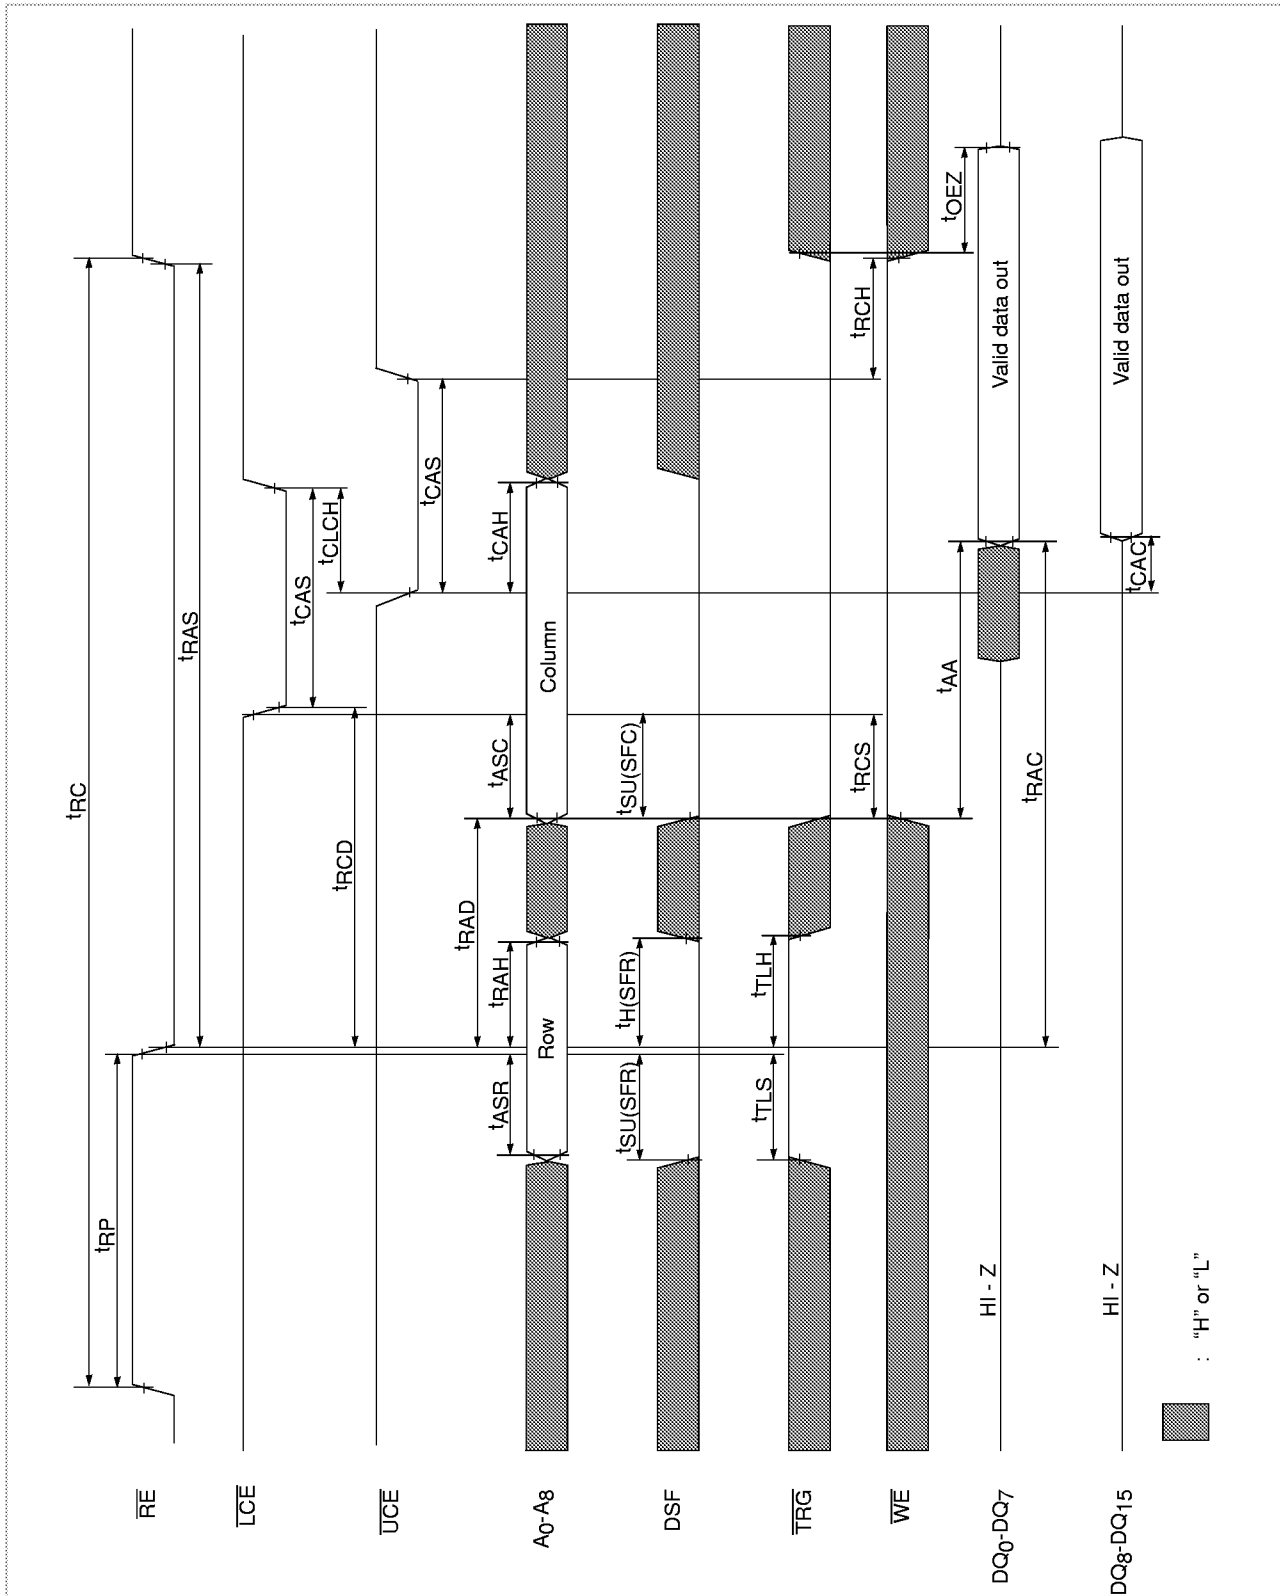 RE
tRP
tRC
tRAS
LCE
tRCD
tCAS
tCLCH
UCE
tCAS
A0-A8
tASR
tRAH
tRAD
tASC
tCAH
Row
Column
DSF
tSU(SFR)
tH(SFR)
tSU(SFC)
TRG
tTLS
tTLH
WE
tRCS
tRCH
DQ0-DQ7
HI - Z
tAA
tRAC
tOEZ
Valid data out
DQ8-DQ15
HI - Z
tCAC
Valid data out
: “H” or “L”